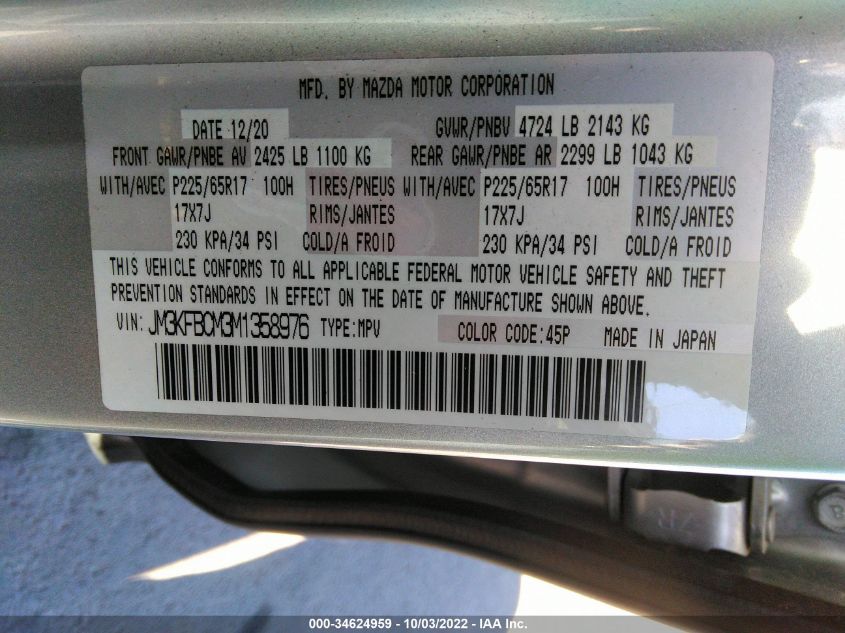 MFD. BY MAZDA MOTOR CORPORATION
DATE 12/20 GVWR/PNBV 4724 LB 2143 KG
FRONT GAWR/PNBE AV 2425 LB 1100 KG REAR GAWR/PNBE AR 2299 LB 1043 KG
WITH/AVEC P225/65R17 100H TIRES/PNEUS WITH/AVEC P225/65R17 100H TIRES/PNEUS
17X7J RIMS/JANTES 17X7J RIMS/JANTES
230 KPA/34 PSI COLD/A FROID 230 KPA/34 PSI COLD/A FROID
THIS VEHICLE CONFORMS TO ALL APPLICABLE FEDERAL MOTOR VEHICLE SAFETY AND THEFT
PREVENTION STANDARDS IN EFFECT ON THE DATE OF MANUFACTURE SHOWN ABOVE.
VIN: JM3KFBCM3M1358976 TYPE:MPV COLOR CODE:45P MADE IN JAPAN
7R
000-34624959 - 10/03/2022 - IAA Inc.